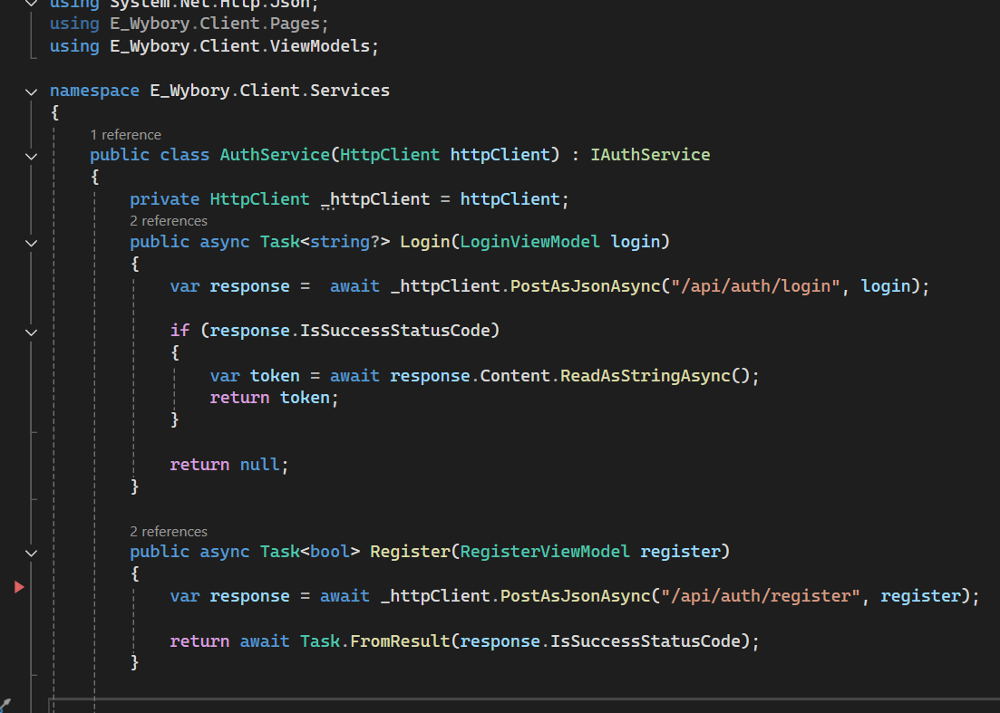 using System.Net.Http.Json;
using E_Wybory.Client.Pages;
using E_Wybory.Client.ViewModels;
namespace E_Wybory.Client.Services
{
1 reference
public class AuthService(HttpClient httpClient) : IAuthService
{
private HttpClient _httpClient = httpClient;
2 references
public async Task<string?> Login(LoginViewModel login)
{
var response =  await _httpClient.PostAsJsonAsync("/api/auth/login", login);
if (response.IsSuccessStatusCode)
{
var token = await response.Content.ReadAsStringAsync();
return token;
}
return null;
}
2 references
public async Task<bool> Register(RegisterViewModel register)
{
var response = await _httpClient.PostAsJsonAsync("/api/auth/register", register);
return await Task.FromResult(response.IsSuccessStatusCode);
}